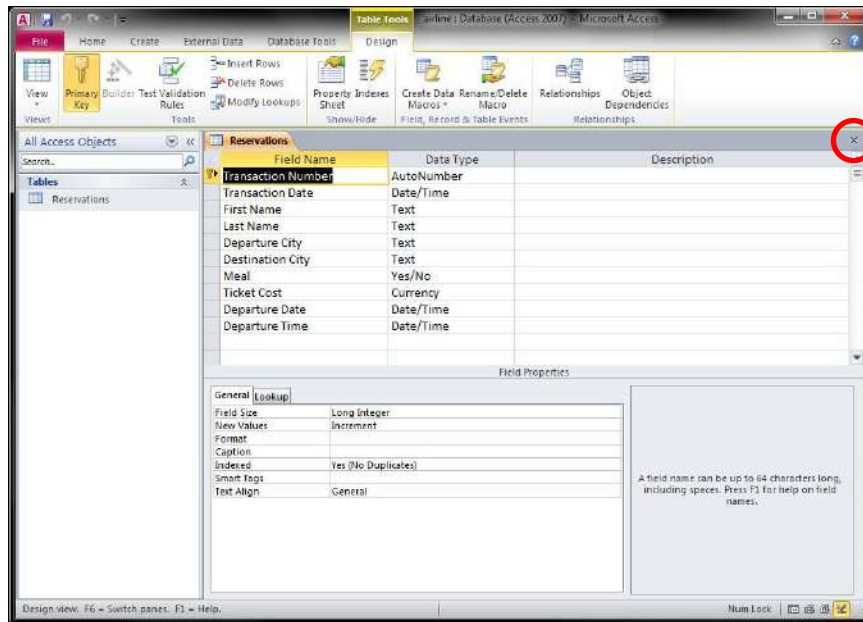 Table Tools
airline : Database (Access 2007) - Microsoft Access
File Home Create External Data Database Tools Design
View
Views
Primary Key
Builder
Test Validation Rules
Insert Rows
Delete Rows
Modify Lookups
Tools
Property Sheet
Indexes
Show/Hide
Create Data Macros
Rename/Delete Macro
Field, Record & Table Events
Relationships
Object Dependencies
Relationships
All Access Objects
Search..
Tables
Reservations
Reservations
Field Name Data Type Description
Transaction Number AutoNumber
Transaction Date Date/Time
First Name Text
Last Name Text
Departure City Text
Destination City Text
Meal Yes/No
Ticket Cost Currency
Departure Date Date/Time
Departure Time Date/Time
Field Properties
General Lookup
Field Size Long Integer
New Values Increment
Format
Caption
Indexed Yes (No Duplicates)
Smart Tags
Text Align General
A field name can be up to 64 characters long,
including spaces. Press F1 for help on field
names.
Design view. F6 = Switch panes. F1 = Help.
Num Lock